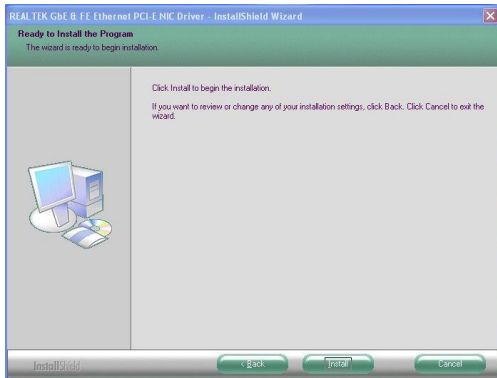 REALTEK GbE & FE Ethernet PCI-E NIC Driver - InstallShield Wizard
Ready to Install the Program
The wizard is ready to begin installation.
Click Install to begin the installation.
If you want to review or change any of your installation settings, click Back. Click Cancel to exit the
wizard.
InstallShield
< Back
Install
Cancel